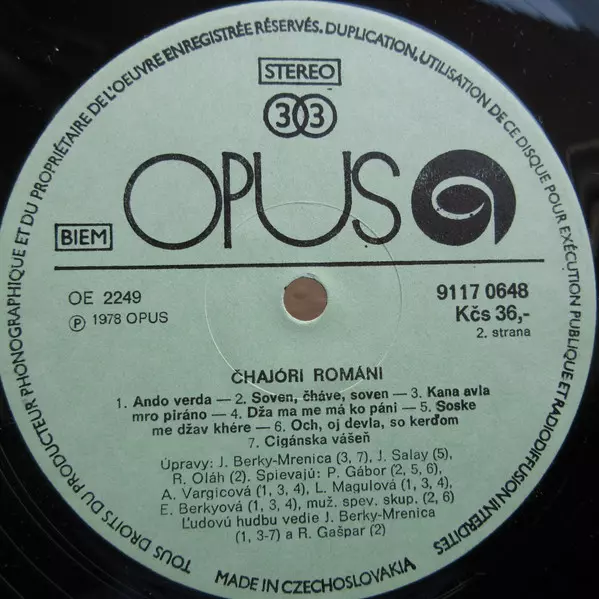 TOUS DROITS DU PRODUCTEUR PHONOGRAPHIQUE ET DU PROPRIÉTAIRE DE L'OEUVRE ENREGISTRÉE RÉSERVÉS. DUPLICATION, UTILISATION DE CE DISQUE POUR EXÉCUTION PUBLIQUE ET RADIODIFFUSION INTERDITES
STEREO
33
OPUS
BIEM
OE 2249
Ⓟ 1978 OPUS
9117 0648
Kčs 36,-
2. strana
ČHAJÓRI ROMÁNI
1. Ando verda — 2. Soven, čháve, soven — 3. Kana avla
mro piráno — 4. Dža ma me má ko páni — 5. Soske
me džav khére — 6. Och, oj devla, so kerďom
7. Cigánska vášeň
Úpravy: J. Berky-Mrenica (3, 7), J. Salay (5),
R. Oláh (2). Spievajú: P. Gábor (2, 5, 6),
A. Vargicová (1, 3, 4), L. Magulová (1, 3, 4),
E. Berkyová (1, 3, 4), muž. spev. skup. (2, 6)
Ľudovú hudbu vedie J. Berky-Mrenica
(1, 3-7) a R. Gašpar (2)
MADE IN CZECHOSLOVAKIA